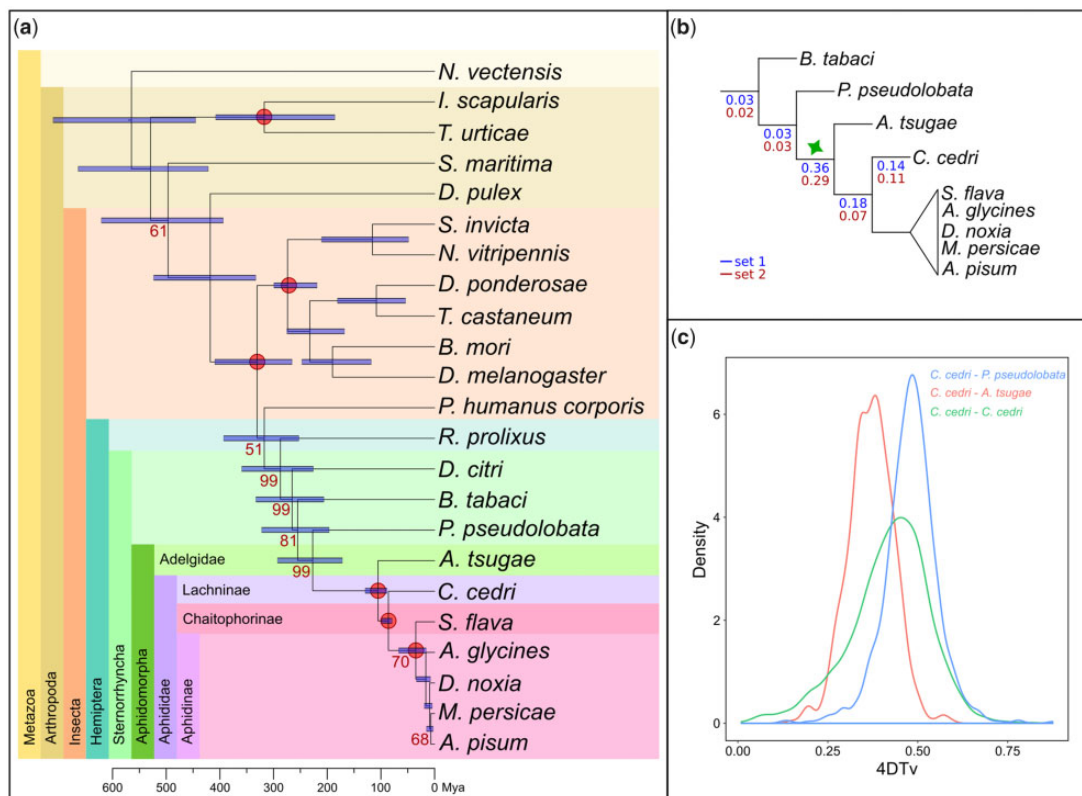 (a)
N. vectensis
I. scapularis
T. urticae
S. maritima
D. pulex
S. invicta
61
N. vitripennis
D. ponderosae
T. castaneum
B. mori
D. melanogaster
P. humanus corporis
R. prolixus
51
D. citri
99
B. tabaci
99
P. pseudolobata
81
Adelgidae
A. tsugae
99
Lachninae
C. cedri
Chaitophorinae
S. flava
A. glycines
70
D. noxia
M. persicae
68
A. pisum
Metazoa
Arthropoda
Insecta
Hemiptera
Sternorrhyncha
Aphidomorpha
Aphididae
Aphidinae
600 500 400 300 200 100 0 Mya
(b)
B. tabaci
0.03
0.02
P. pseudolobata
0.03
0.03
A. tsugae
0.36
0.29
C. cedri
0.14
0.11
0.18
0.07
S. flava
A. glycines
D. noxia
M. persicae
A. pisum
set 1
set 2
(c)
C. cedri - P. pseudolobata
C. cedri - A. tsugae
C. cedri - C. cedri
Density
6
4
2
0
0.00 0.25 0.50 0.75
4DTv